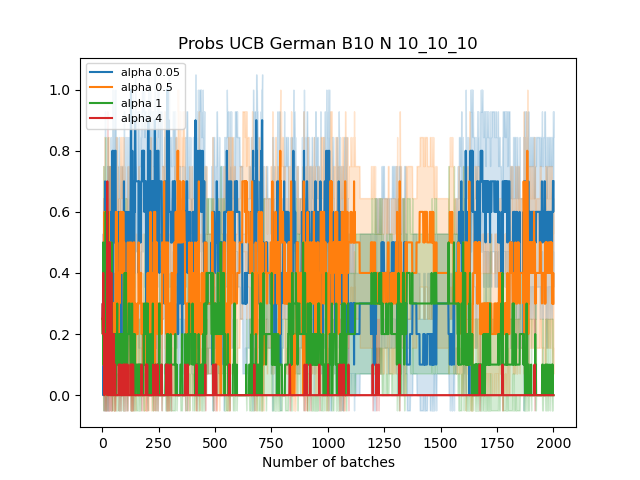 Probs UCB German B10 N 10_10_10
alpha 0.05
alpha 0.5
alpha 1
alpha 4
1.0
0.8
0.6
0.4
0.2
0.0
0 250 500 750 1000 1250 1500 1750 2000
Number of batches